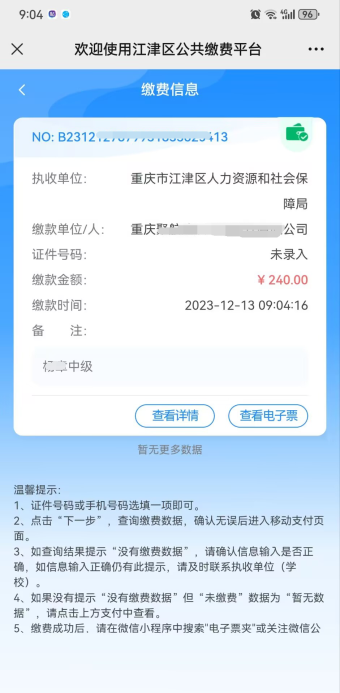 9:04
96
欢迎使用江津区公共缴费平台
缴费信息
NO: B2312
413
执收单位: 重庆市江津区人力资源和社会保
障局
缴款单位/人: 重庆 公司
证件号码: 未录入
缴款金额: ¥ 240.00
缴款时间: 2023-12-13 09:04:16
备 注:
中级
查看详情 查看电子票
暂无更多数据
温馨提示:
1、证件号码或手机号码选填一项即可。
2、点击“下一步”，查询缴费数据，确认无误后进入移动支付页
面。
3、如查询结果提示“没有缴费数据”，请确认信息输入是否正
确，如信息输入正确仍有此提示，请及时联系执收单位（学
校）。
4、如果没有提示“没有缴费数据”但“未缴费”数据为“暂无数
据”，请点击上方支付中查看。
5、缴费成功后，请在微信小程序中搜索"电子票夹"或关注微信公